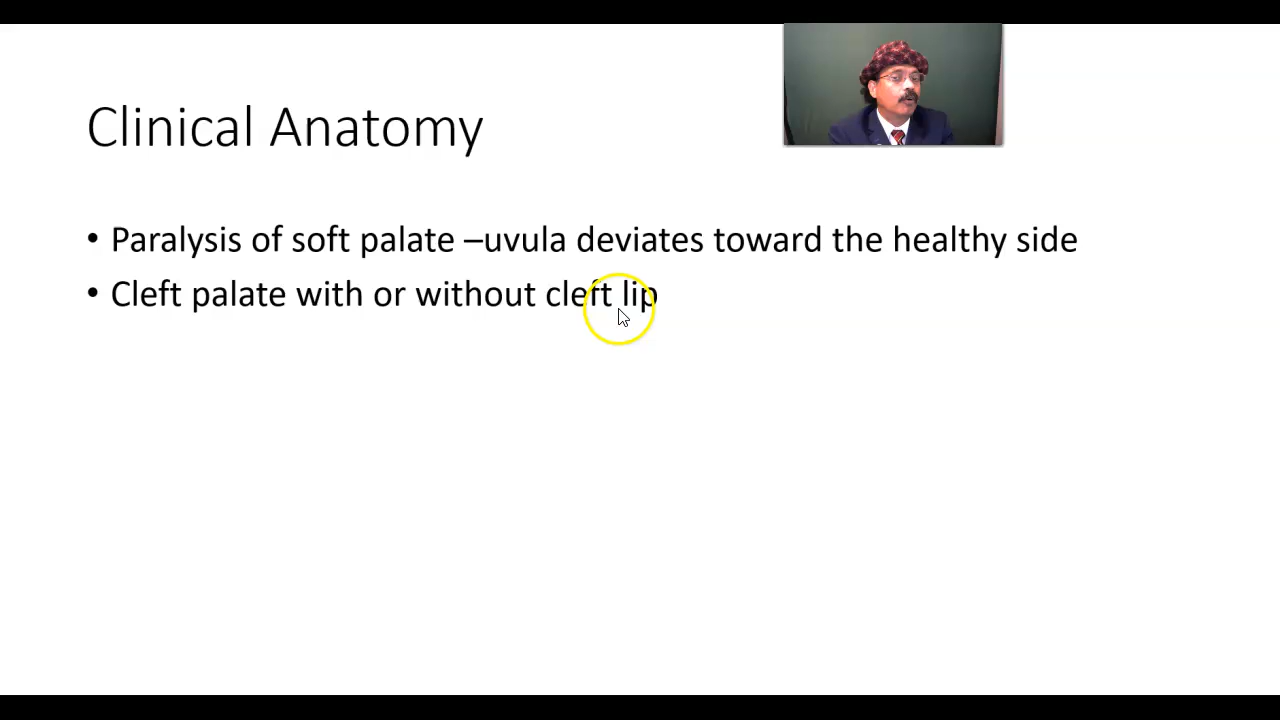 Clinical Anatomy
• Paralysis of soft palate –uvula deviates toward the healthy side
• Cleft palate with or without cleft lip